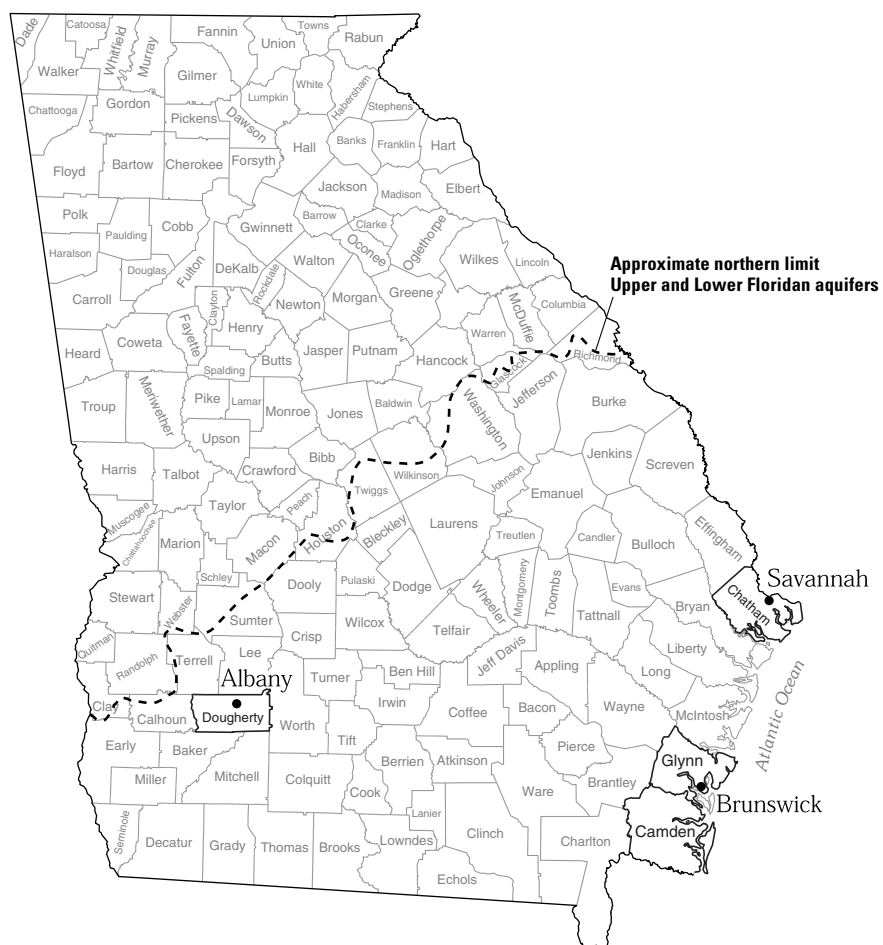 Dade
Catoosa
Whitfield
Murray
Fannin
Union
Towns
Rabun
Walker
Gilmer
White
Habersham
Lumpkin
Stephens
Chattooga
Gordon
Pickens
Dawson
Hall
Banks
Franklin
Hart
Floyd
Bartow
Cherokee
Forsyth
Jackson
Madison
Elbert
Polk
Paulding
Cobb
Gwinnett
Barrow
Clarke
Oconee
Oglethorpe
Haralson
Douglas
Fulton
DeKalb
Rockdale
Walton
Wilkes
Lincoln
Approximate northern limit
Upper and Lower Floridan aquifers
Carroll
Clayton
Newton
Morgan
Greene
McDuffie
Columbia
Fayette
Henry
Warren
Heard
Coweta
Spalding
Butts
Jasper
Putnam
Hancock
Glascock
Richmond
Troup
Meriwether
Pike
Lamar
Monroe
Jones
Baldwin
Washington
Jefferson
Burke
Upson
Bibb
Wilkinson
Jenkins
Screven
Harris
Talbot
Crawford
Twiggs
Johnson
Emanuel
Muscogee
Chattahoochee
Taylor
Peach
Houston
Bleckley
Laurens
Treutlen
Candler
Bulloch
Effingham
Marion
Macon
Schley
Dooly
Pulaski
Dodge
Wheeler
Montgomery
Toombs
Evans
Savannah
Chatham
Stewart
Webster
Sumter
Crisp
Wilcox
Telfair
Tattnall
Bryan
Liberty
Quitman
Randolph
Terrell
Lee
Turner
Ben Hill
Jeff Davis
Appling
Long
Atlantic Ocean
Albany
Clay
Calhoun
Dougherty
Worth
Irwin
Coffee
Bacon
Wayne
McIntosh
Early
Baker
Tift
Berrien
Atkinson
Pierce
Glynn
Miller
Mitchell
Colquitt
Cook
Ware
Brantley
Brunswick
Seminole
Decatur
Grady
Thomas
Brooks
Lanier
Lowndes
Clinch
Charlton
Camden
Echols